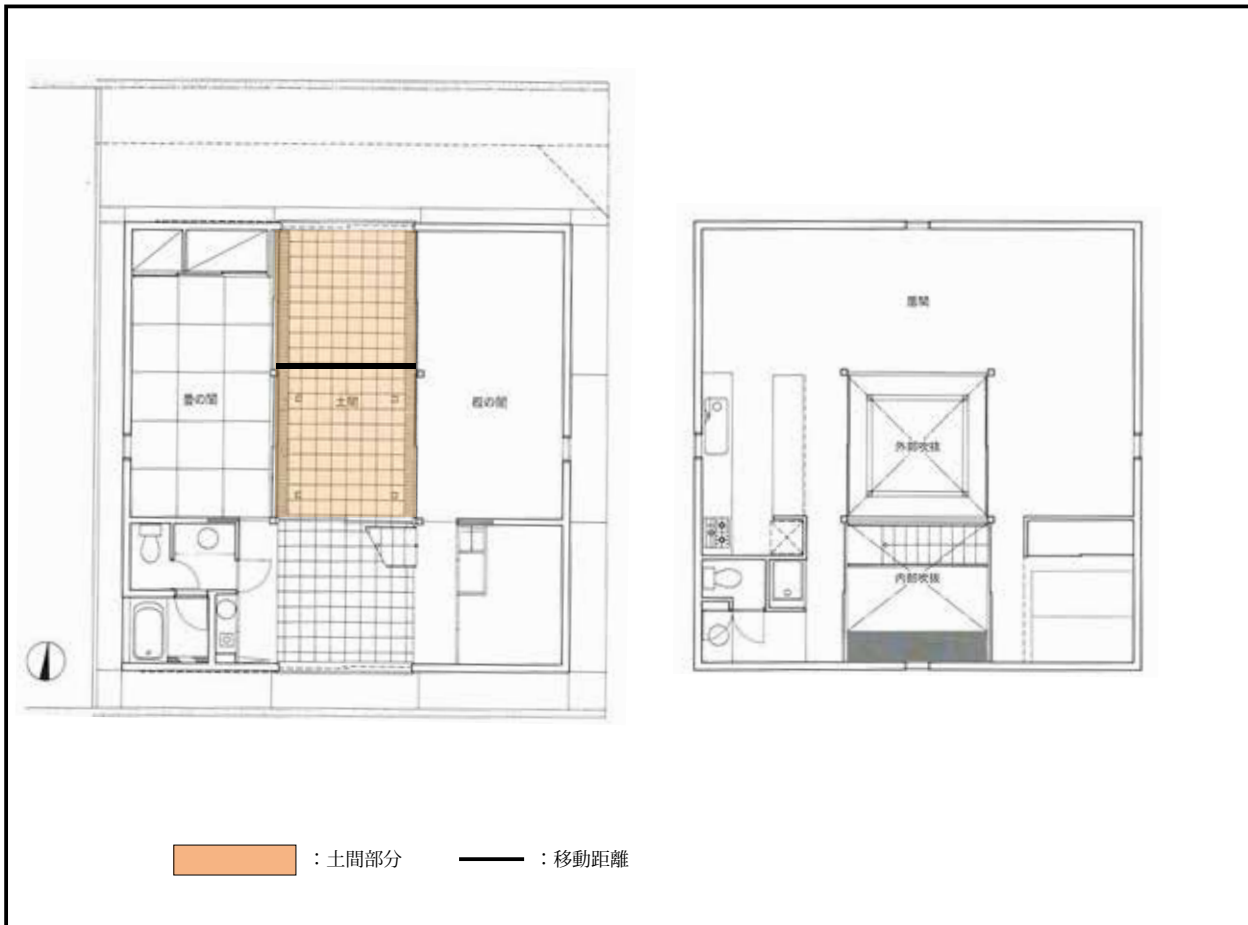 居間
畳の間
土間
板の間
外部吹抜
内部吹抜
：土間部分
：移動距離